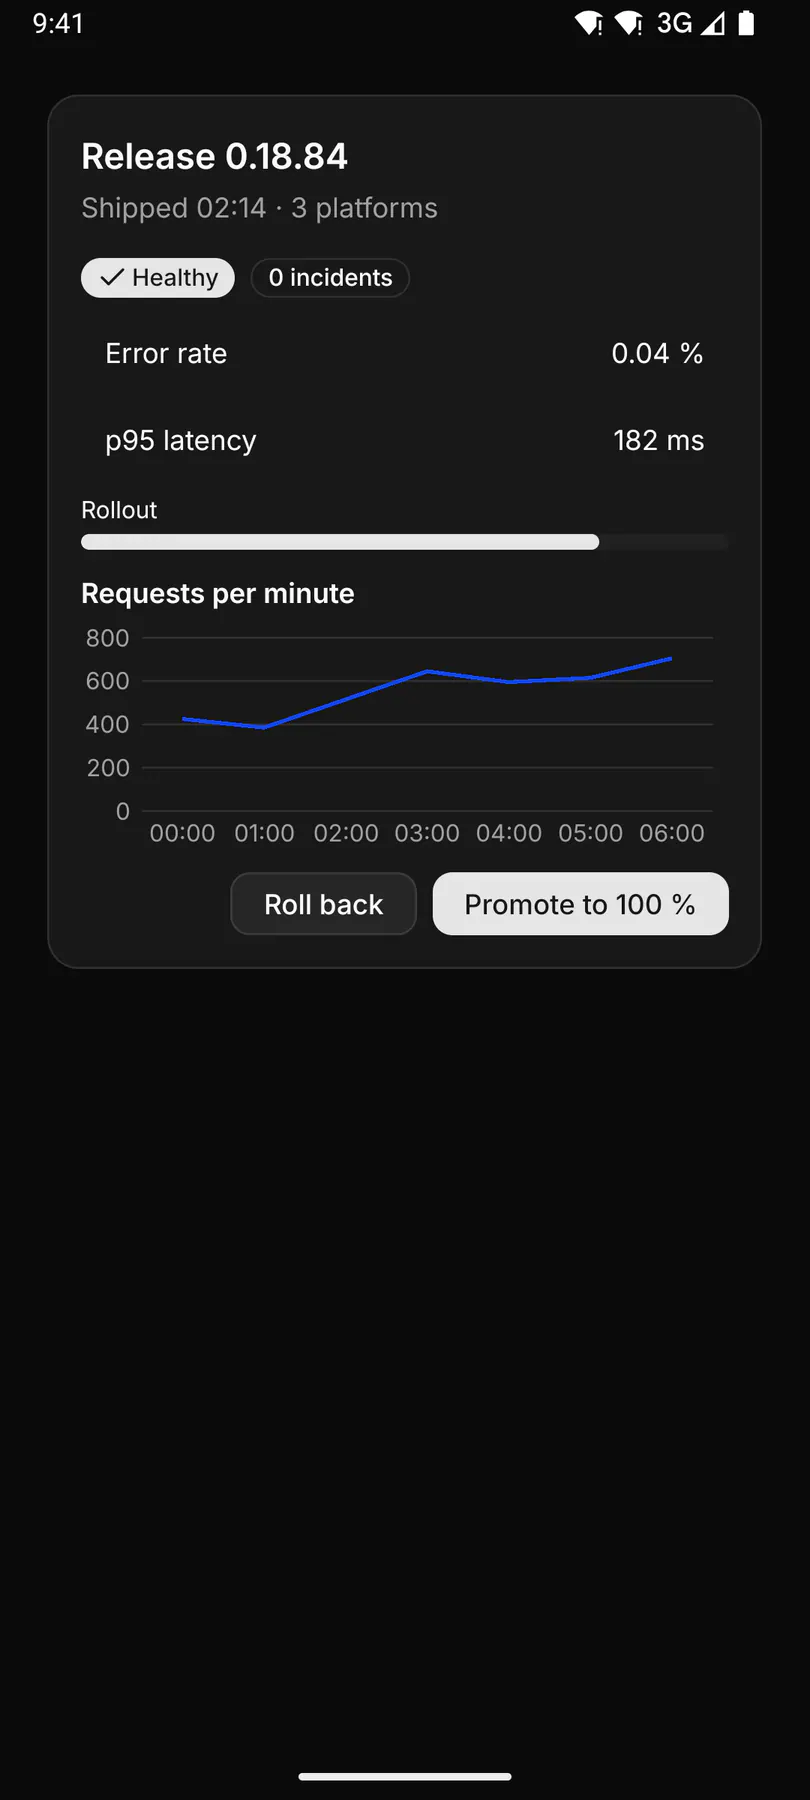 9:41 3G
Release 0.18.84
Shipped 02:14 · 3 platforms
Healthy 0 incidents
Error rate 0.04 %
p95 latency 182 ms
Rollout
Requests per minute
800
600
400
200
0
00:00 01:00 02:00 03:00 04:00 05:00 06:00
Roll back Promote to 100 %